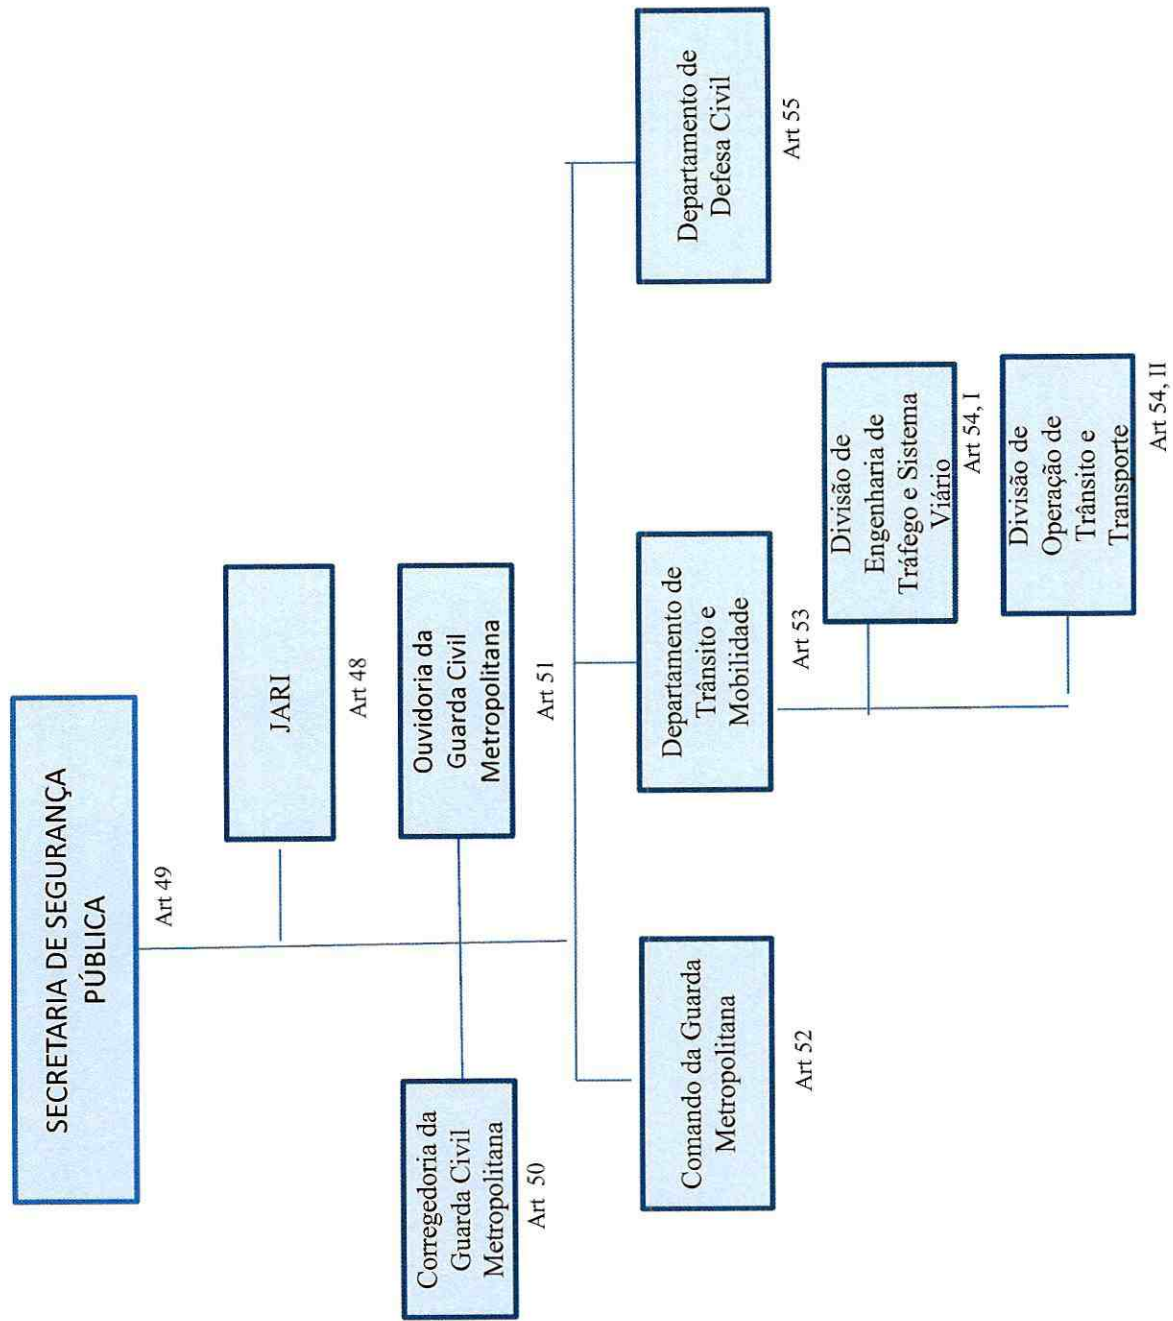 SECRETARIA DE SEGURANÇA
PÚBLICA
Art 49
JARI
Art 48
Corregedoria da
Guarda Civil
Metropolitana
Art 50
Ouvidoria da
Guarda Civil
Metropolitana
Art 51
Comando da Guarda
Metropolitana
Art 52
Departamento de
Trânsito e
Mobilidade
Art 53
Departamento de
Defesa Civil
Art 55
Divisão de
Engenharia de
Tráfego e Sistema
Viário
Art 54, I
Divisão de
Operação de
Trânsito e
Transporte
Art 54, II